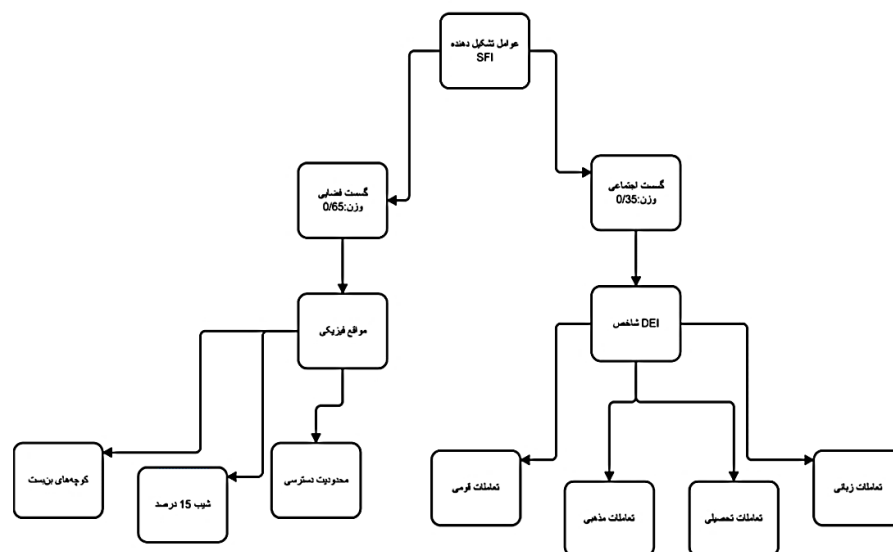 عوامل تشکیل دهنده
SFI
گسست اجتماعی
وزن:0/35
گسست فضایی
وزن:0/65
شاخص DEI
مواقع فیزیکی
تعاملات زبانی
تعاملات تحصیلی
تعاملات مذهبی
تعاملات قومی
محدودیت دسترسی
شیب 15 درصد
کوچه‌های بن‌بست